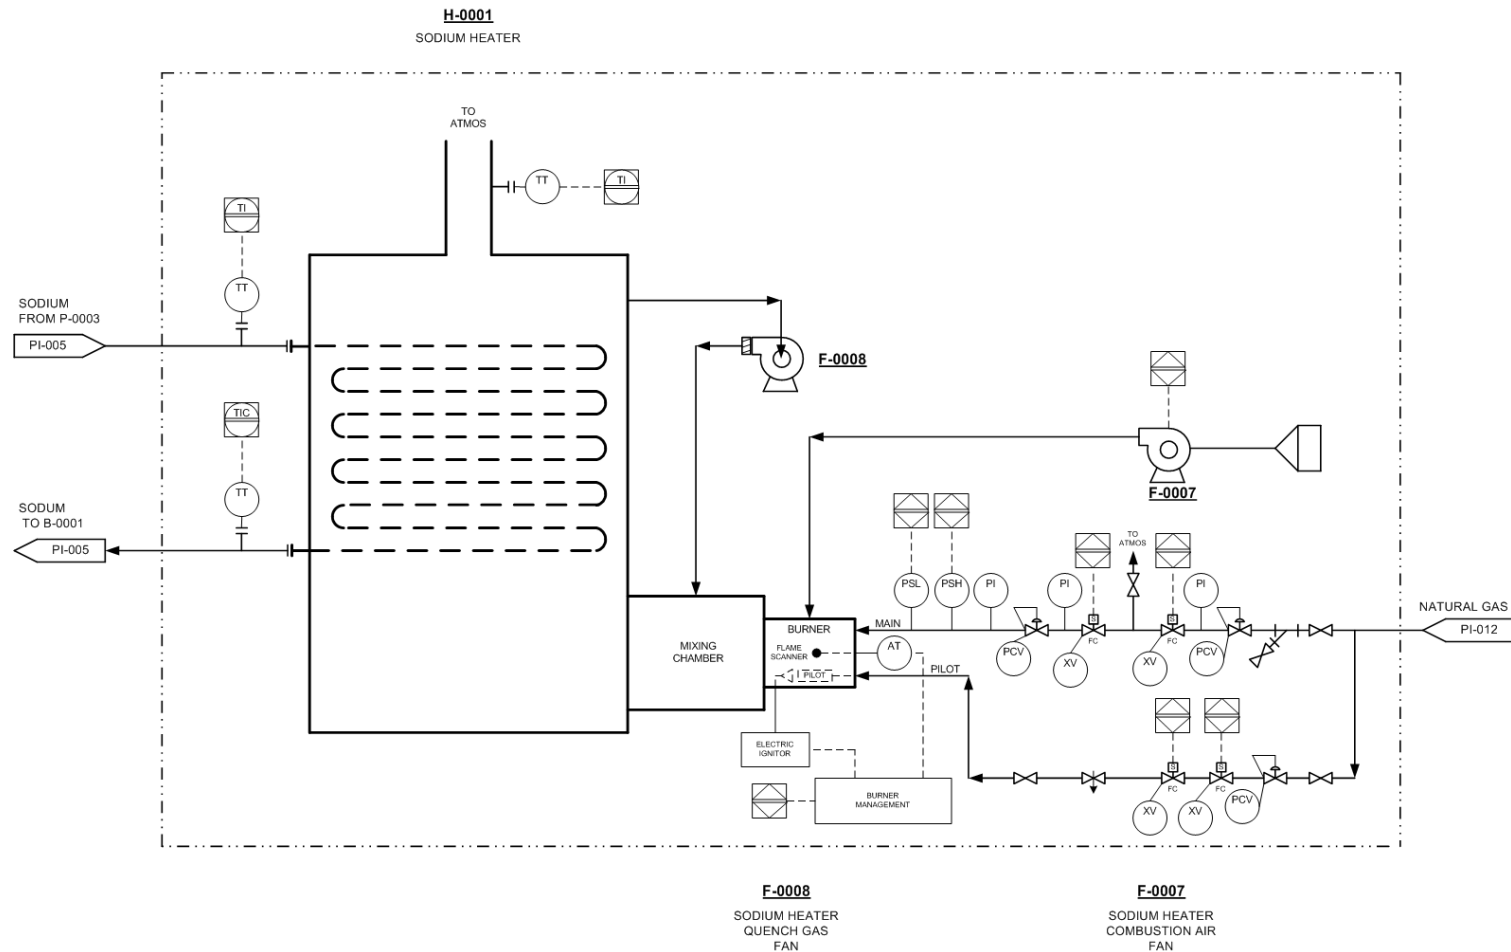 H-0001
SODIUM HEATER
TO
ATMOS
TT
TI
TI
TT
SODIUM
FROM P-0003
PI-005
F-0008
TIC
TT
F-0007
SODUM
TO B-0001
PI-005
TO
ATMOS
PSL
PSH
PI
PI
PI
S
S
NATURAL GAS
PI-012
MAIN
BURNER
FC
FC
MIXING
CHAMBER
FLAME
SCANNER
AT
PCV
XV
XV
PCV
PILOT
PILOT
ELECTRIC
IGNITOR
S
S
FC
FC
BURNER
MANAGEMENT
XV
XV
PCV
F-0008
SODIUM HEATER
QUENCH GAS
FAN
F-0007
SODIUM HEATER
COMBUSTION AIR
FAN